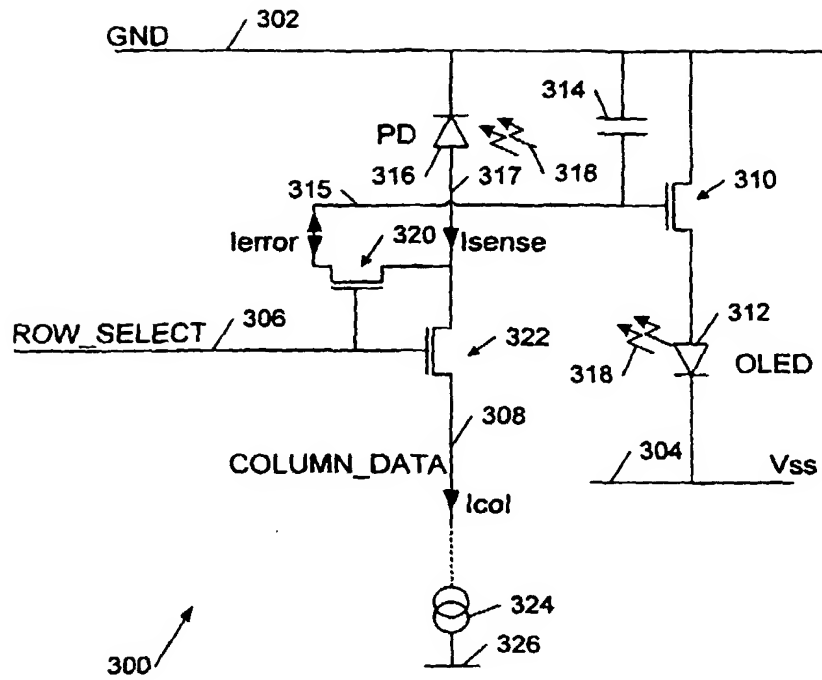 302
GND
314
PD
316
317
318
310
315
320
Ierror
Isense
ROW_SELECT
306
322
312
318
OLED
308
COLUMN_DATA
304
Vss
Icol
324
326
300